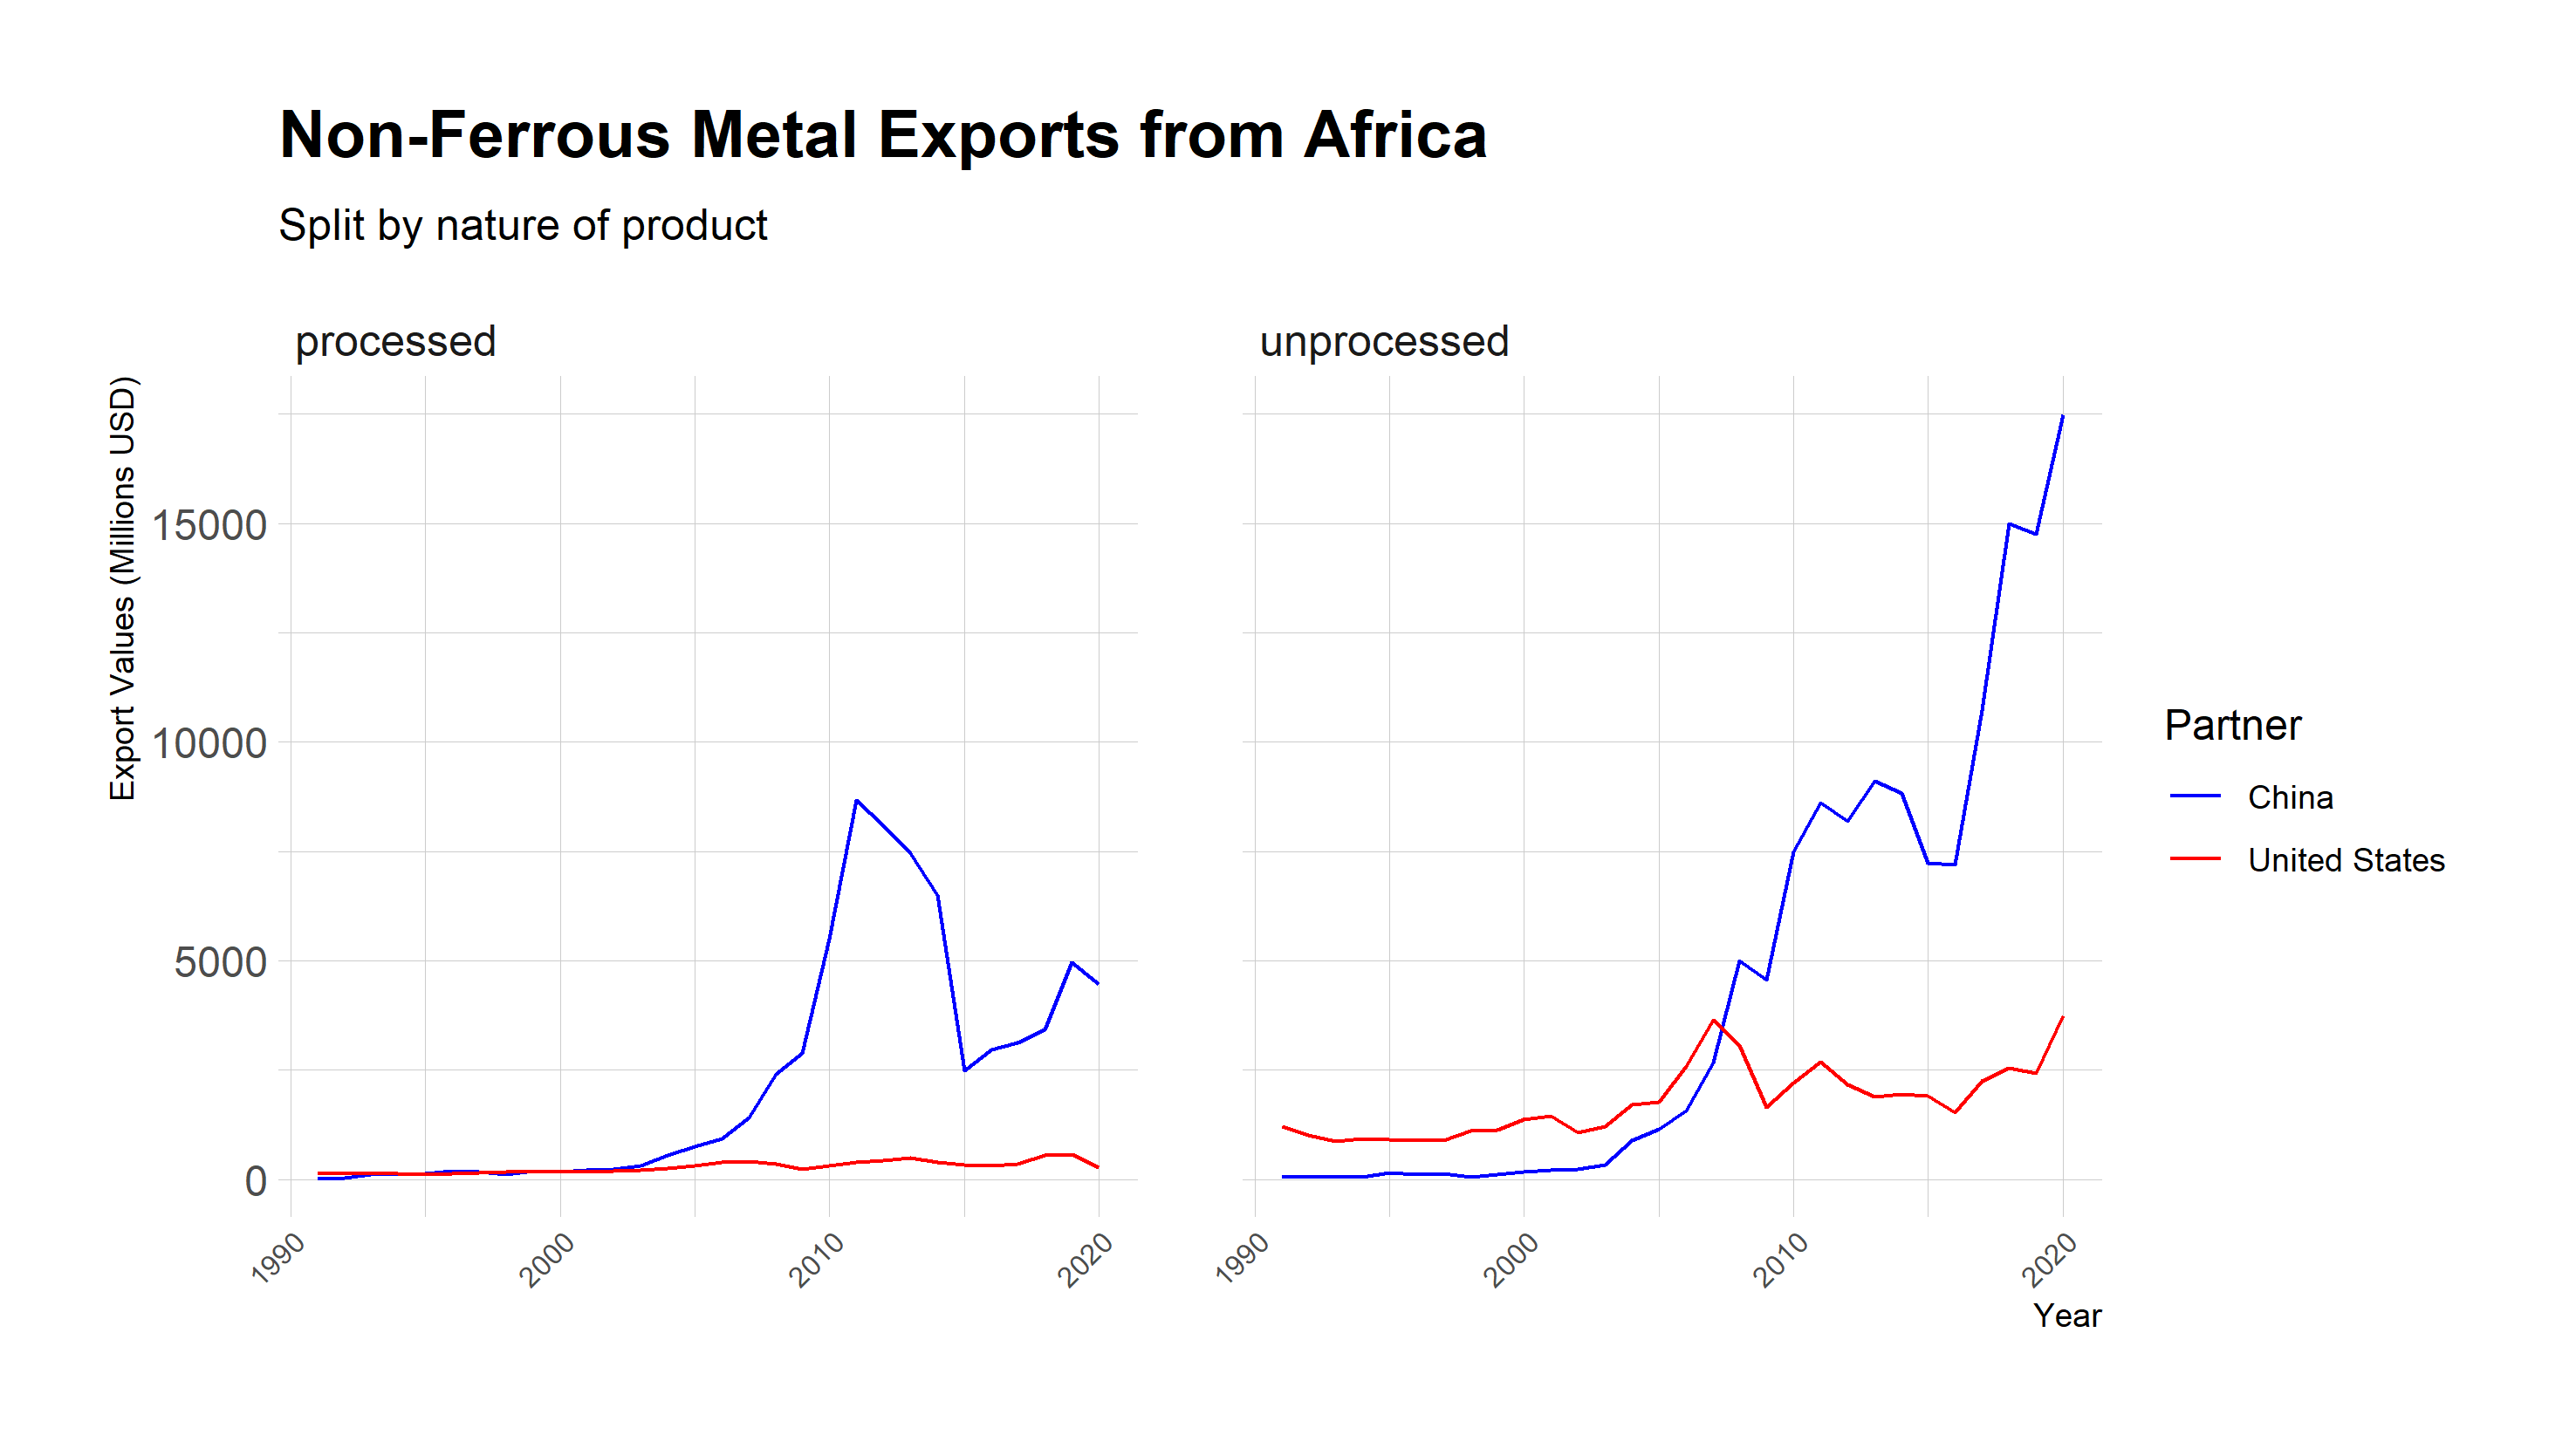 Non-Ferrous Metal Exports from Africa
Split by nature of product
processed
unprocessed
Export Values (Millions USD)
15000
10000
5000
0
1990
2000
2010
2020
1990
2000
2010
2020
Year
Partner
China
United States